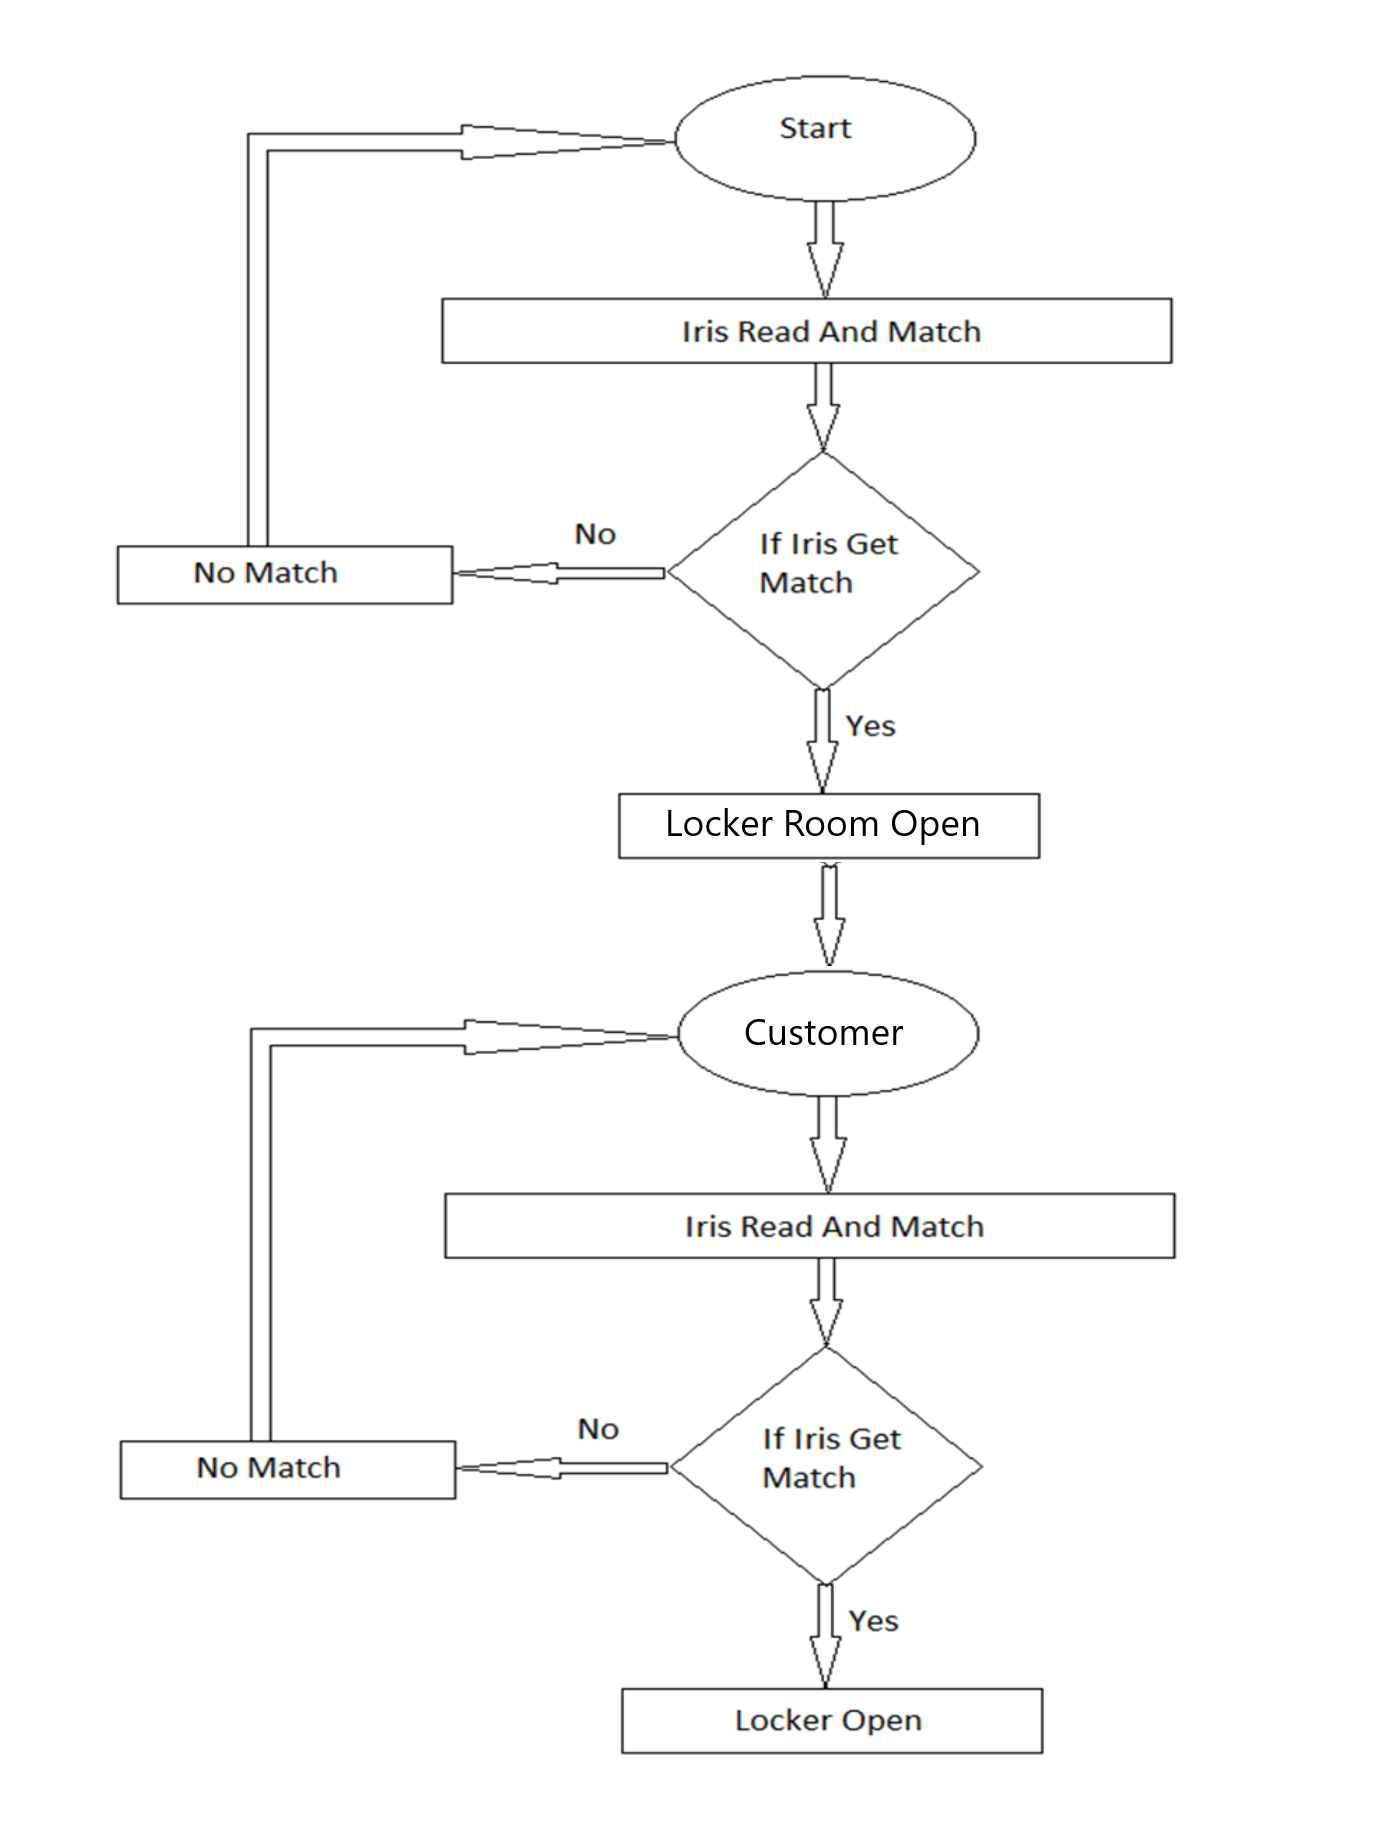 Start
Iris Read And Match
If Iris Get
Match
No
No Match
Yes
Locker Room Open
Customer
Iris Read And Match
If Iris Get
Match
No
No Match
Yes
Locker Open